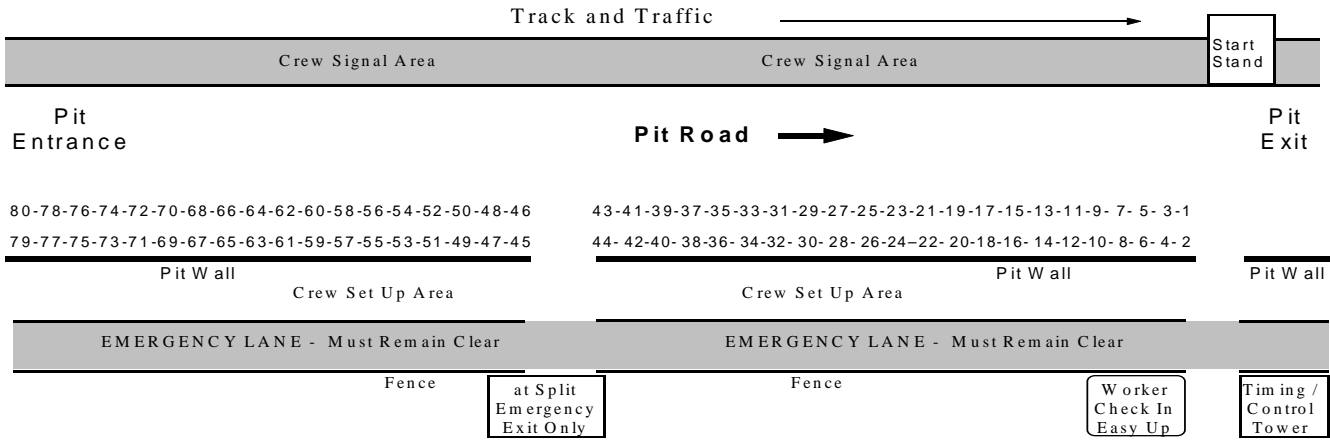 Track and Traffic
Start
Stand
Crew Signal Area
Crew Signal Area
Pit
Entrance
Pit Road
Pit
Exit
80-78-76-74-72-70-68-66-64-62-60-58-56-54-52-50-48-46
43-41-39-37-35-33-31-29-27-25-23-21-19-17-15-13-11-9- 7- 5- 3-1
79-77-75-73-71-69-67-65-63-61-59-57-55-53-51-49-47-45
44- 42-40- 38-36- 34-32- 30- 28- 26-24–22- 20-18-16- 14-12-10- 8- 6- 4- 2
Pit Wall
Pit Wall
Pit Wall
Crew Set Up Area
Crew Set Up Area
EMERGENCY LANE - Must Remain Clear
EMERGENCY LANE - Must Remain Clear
Fence
Fence
at Split
Emergency
Exit Only
Worker
Check In
Easy Up
Timing /
Control
Tower